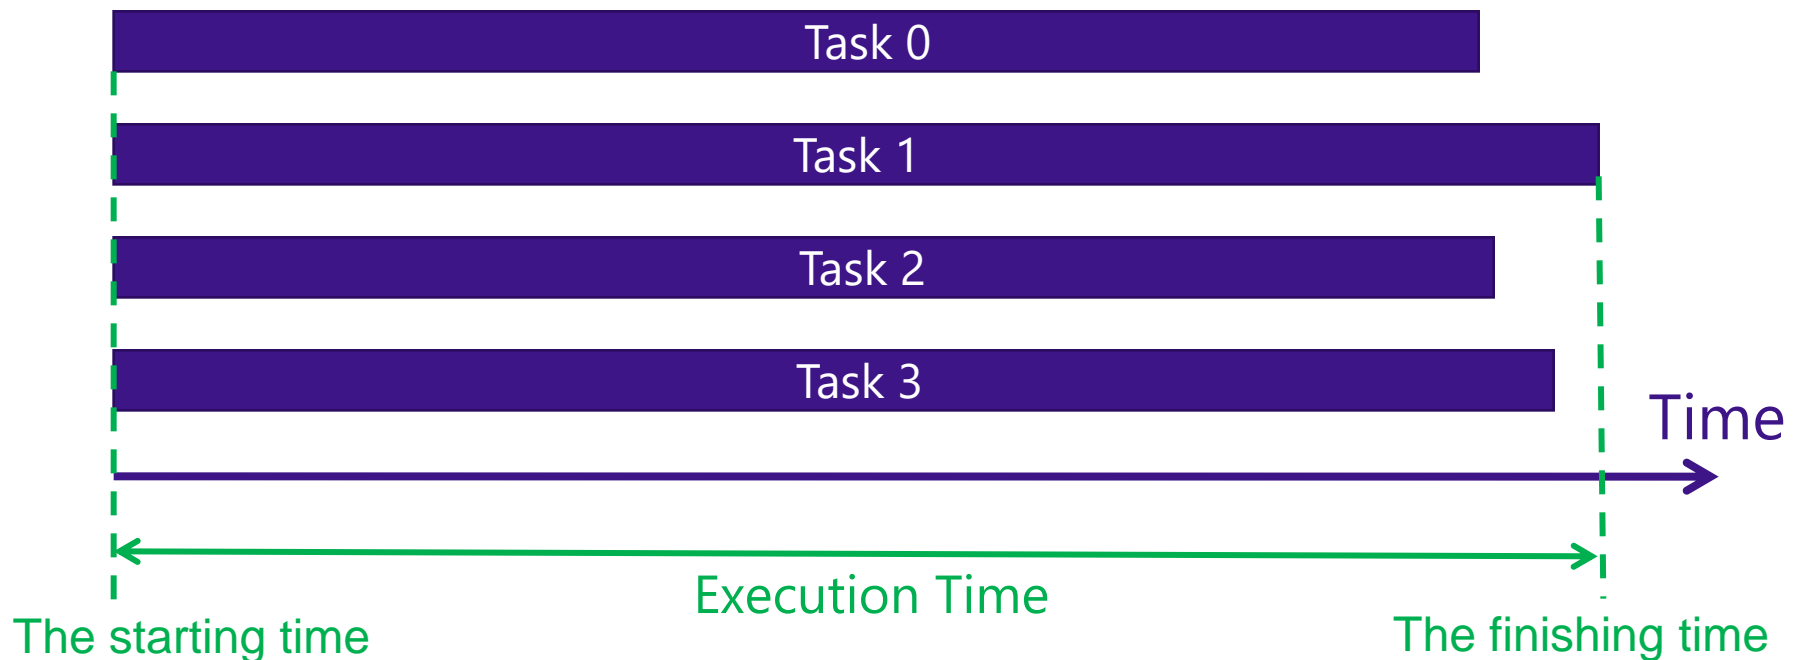 Task 0
Task 1
Task 2
Task 3
Time
Execution Time
The starting time
The finishing time